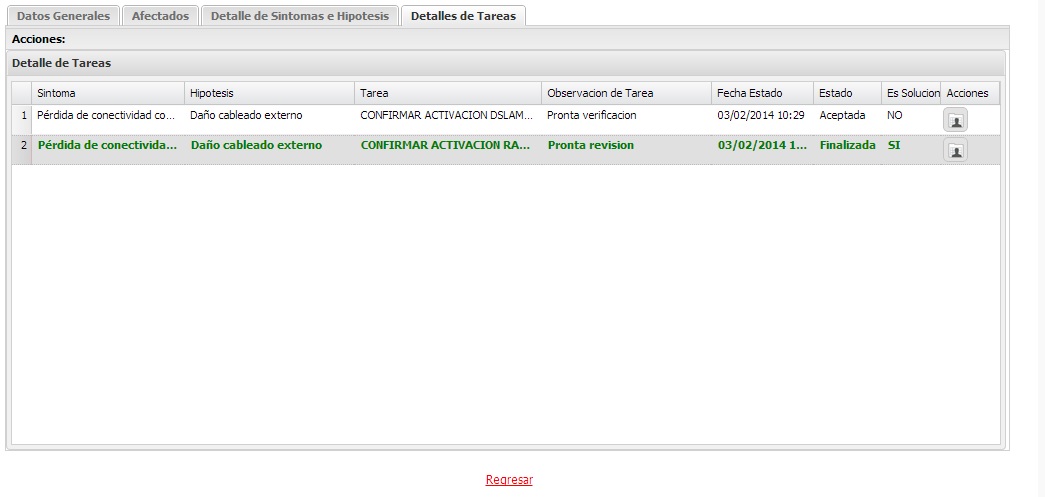 Datos Generales Afectados Detalle de Sintomas e Hipotesis Detalles de Tareas
Acciones:
Detalle de Tareas
Sintoma Hipotesis Tarea Observacion de Tarea Fecha Estado Estado Es Solucion Acciones
1 Pérdida de conectividad co... Daño cableado externo CONFIRMAR ACTIVACION DSLAM... Pronta verificacion 03/02/2014 10:29 Aceptada NO
2 Pérdida de conectivida... Daño cableado externo CONFIRMAR ACTIVACION RA... Pronta revision 03/02/2014 1... Finalizada SI
Regresar